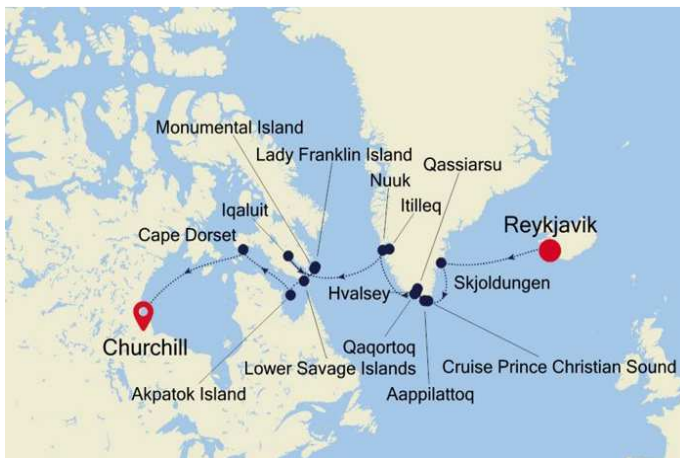 Monumental Island
Lady Franklin Island
Qassiarsu
Nuuk
Iqaluit
Itilleq
Reykjavik
Cape Dorset
Skjoldungen
Hvalsey
Qaqortoq
Churchill
Lower Savage Islands
Cruise Prince Christian Sound
Akpatok Island
Aappilattoq